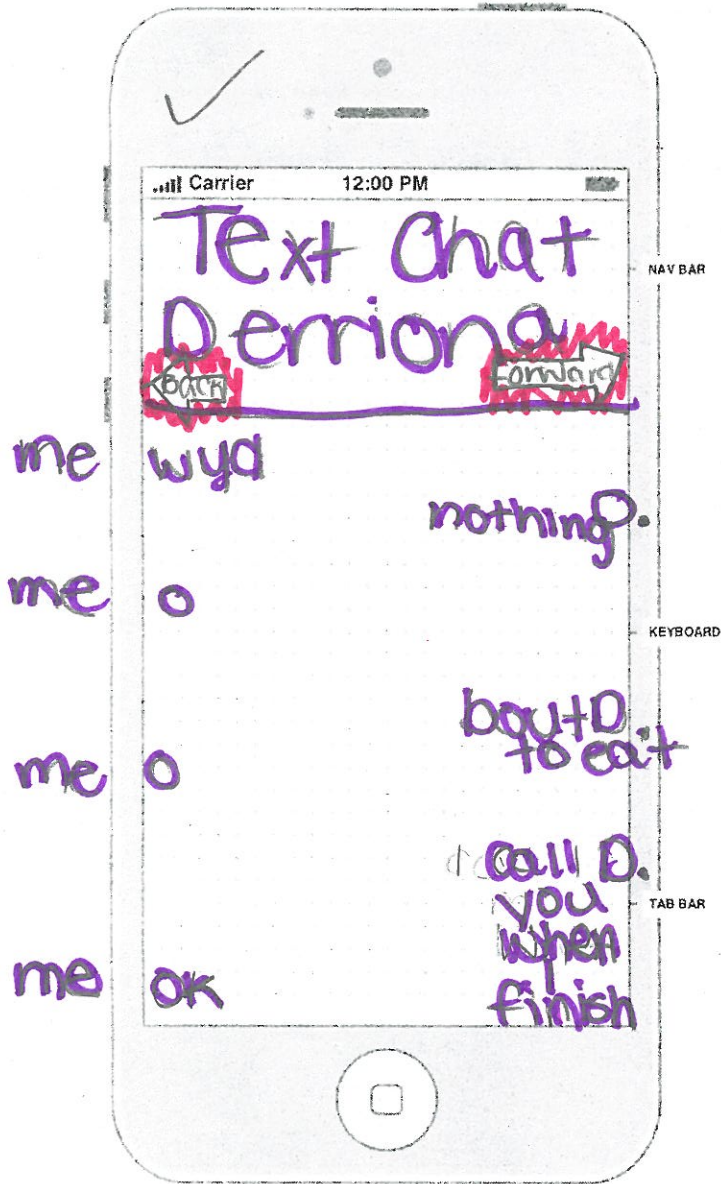 Carrier 12:00 PM
Text Chat
NAV BAR
Derriona
Back Forward
me wyd
nothing D.
me o
KEYBOARD
bout D
to eat
me o
call D.
you
TAB BAR
when
I
me ok
finish